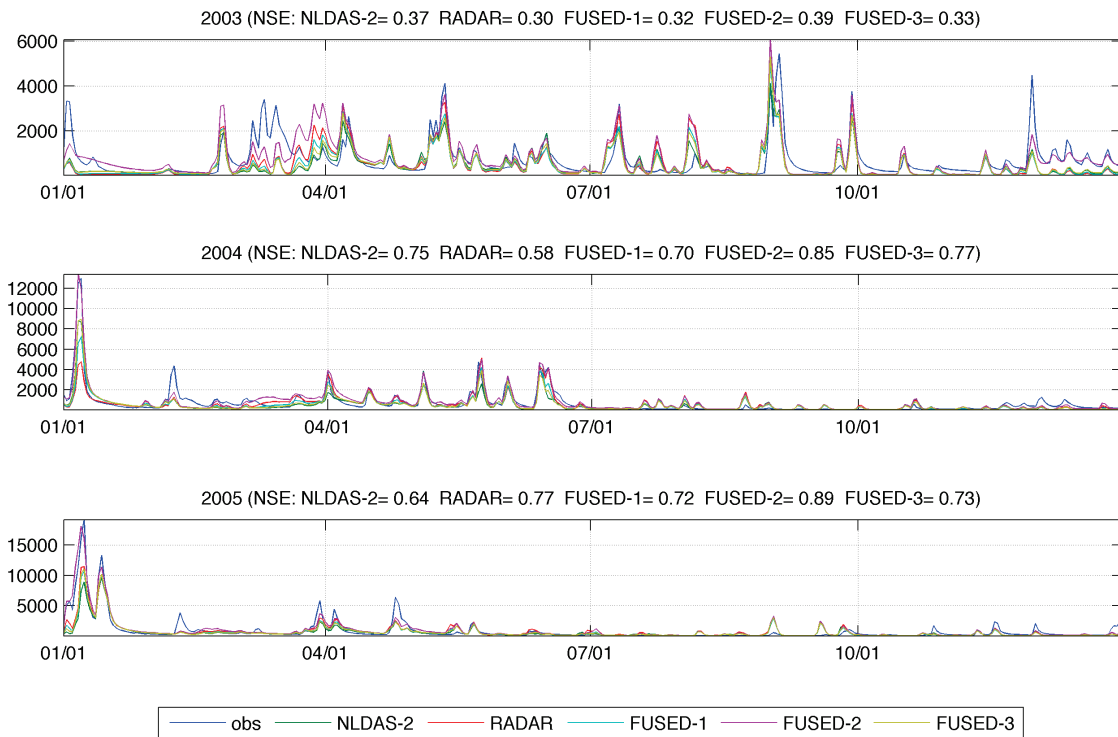 2003 (NSE: NLDAS-2= 0.37 RADAR= 0.30 FUSED-1= 0.32 FUSED-2= 0.39 FUSED-3= 0.33)
6000
4000
2000
01/01 04/01 07/01 10/01
2004 (NSE: NLDAS-2= 0.75 RADAR= 0.58 FUSED-1= 0.70 FUSED-2= 0.85 FUSED-3= 0.77)
12000
10000
8000
6000
4000
2000
01/01 04/01 07/01 10/01
2005 (NSE: NLDAS-2= 0.64 RADAR= 0.77 FUSED-1= 0.72 FUSED-2= 0.89 FUSED-3= 0.73)
15000
10000
5000
01/01 04/01 07/01 10/01
obs NLDAS-2 RADAR FUSED-1 FUSED-2 FUSED-3